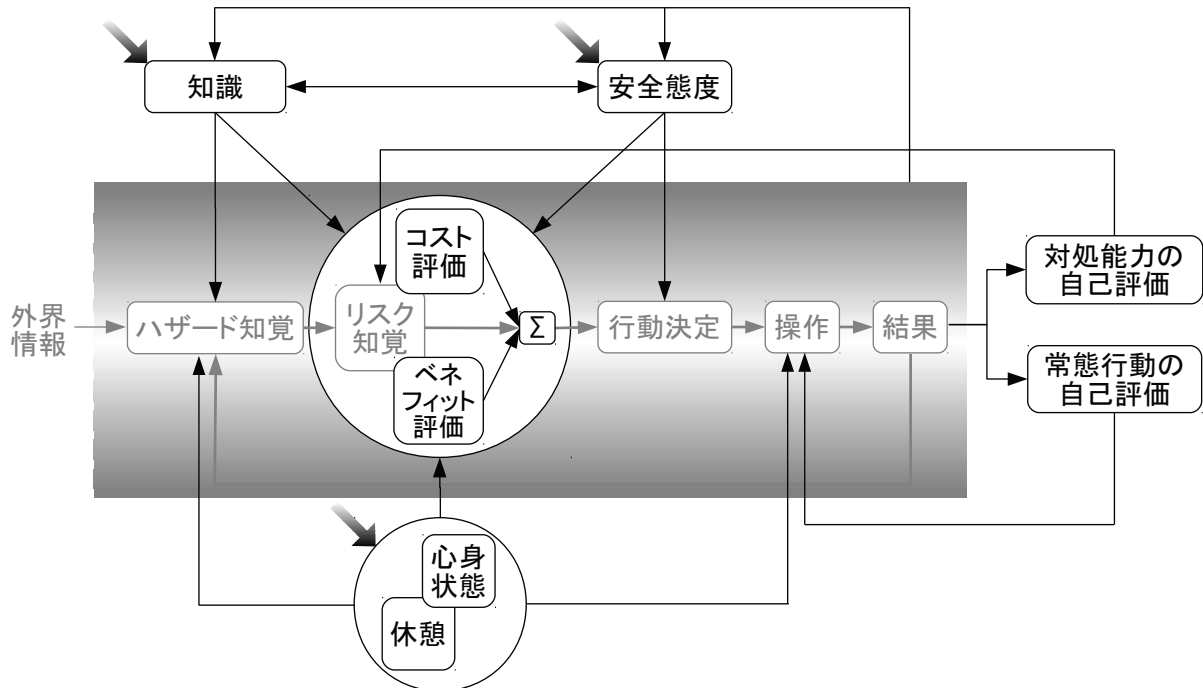 知識
安全態度
コスト
評価
対処能力の
自己評価
外界
情報
ハザード知覚
リスク
知覚
Σ
行動決定
操作
結果
ベネ
フィット
評価
常態行動の
自己評価
心身
状態
休憩